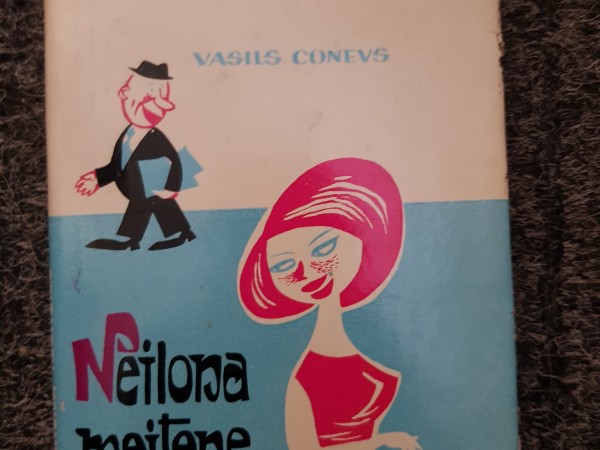 VASILS CONEVS
Neilona
meitene